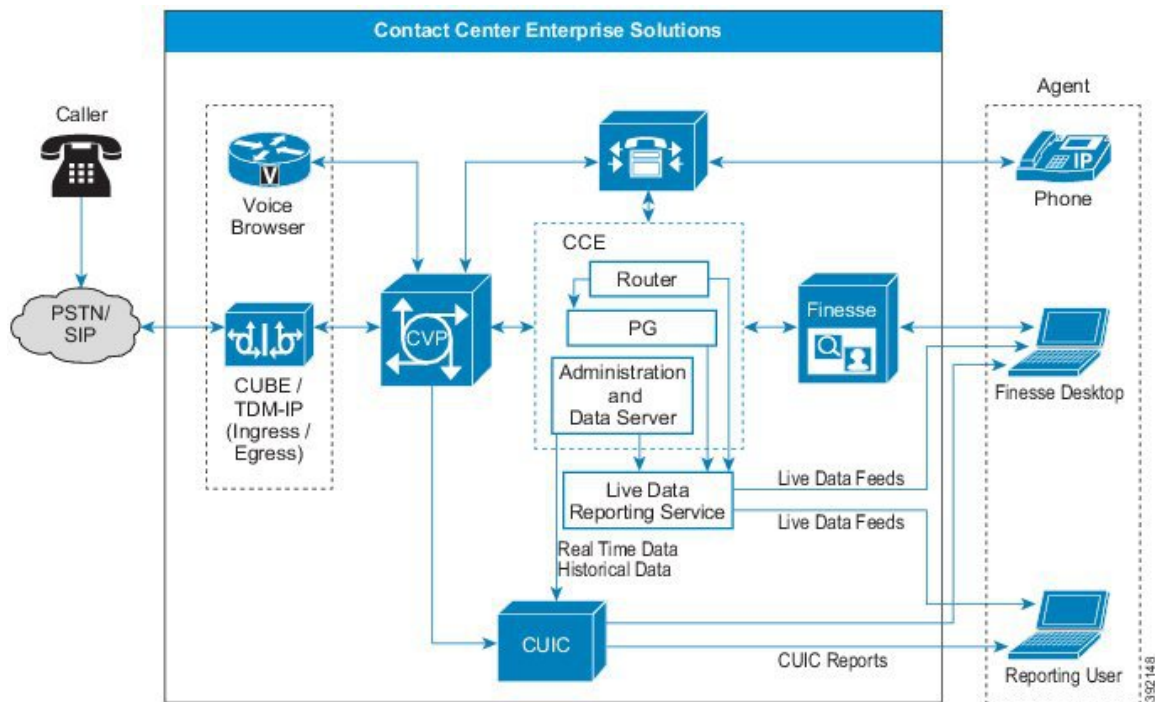 Contact Center Enterprise Solutions
Caller
PSTN/
SIP
V
Voice
Browser
CUBE /
TDM-IP
(Ingress /
Egress)
CVP
CCE
Router
PG
Administration
and
Data Server
Live Data
Reporting Service
Real Time Data
Historical Data
CUIC
Finesse
Live Data Feeds
Live Data Feeds
CUIC Reports
Agent
IP
Phone
Finesse Desktop
Reporting User
392148